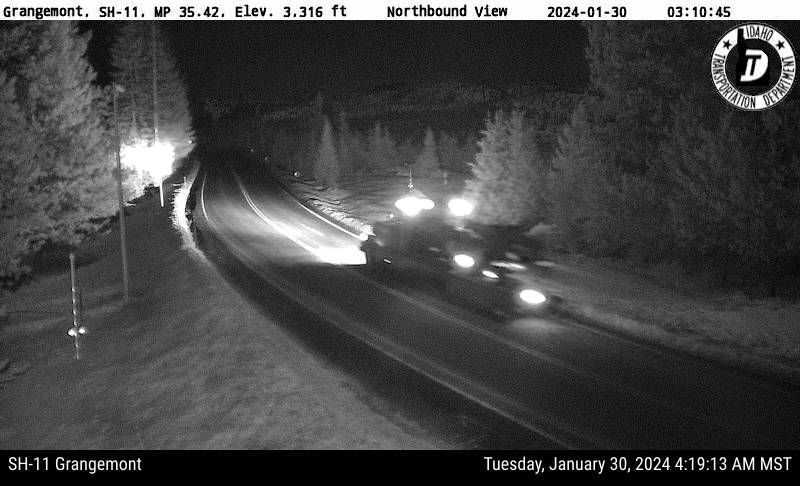 Grangemont, SH-11, MP 35.42, Elev. 3,316 ft Northbound View 2024-01-30 03:10:45
IDAHO
TRANSPORTATION DEPARTMENT
SH-11 Grangemont Tuesday, January 30, 2024 4:19:13 AM MST